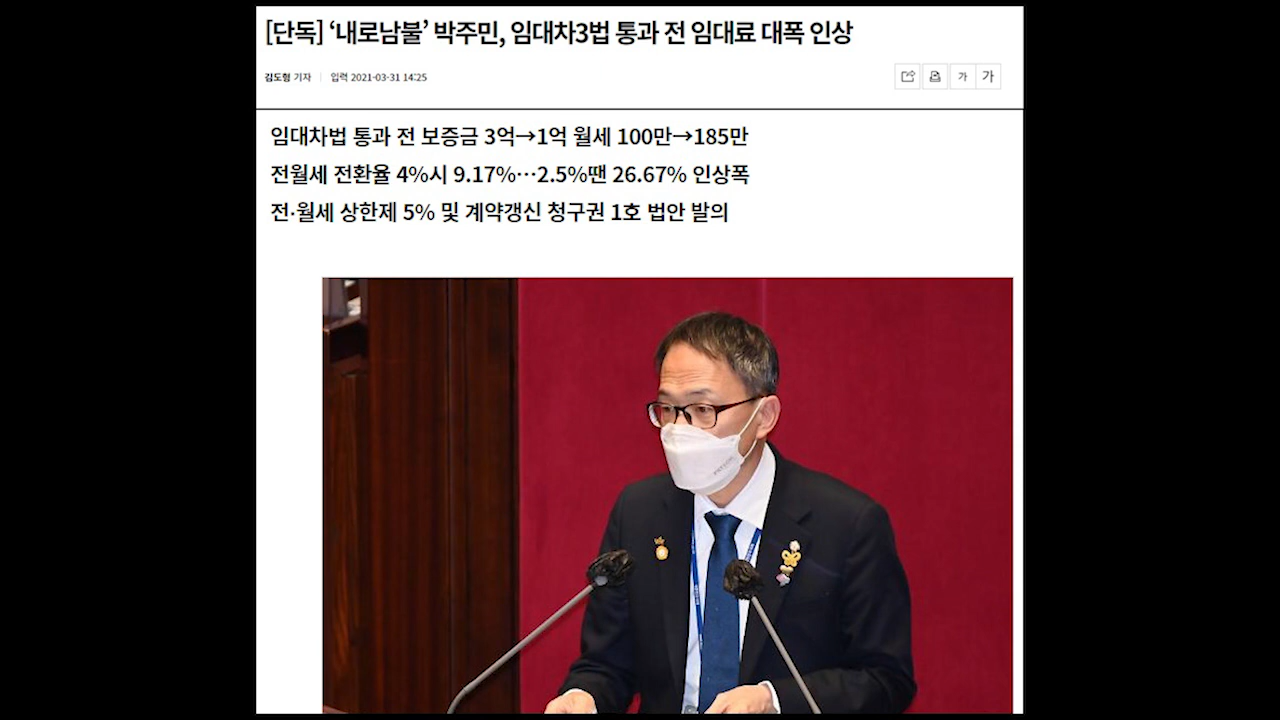 [단독] ‘내로남불’ 박주민, 임대차3법 통과 전 임대료 대폭 인상
김도형 기자 | 입력 2021-03-31 14:25
가 가
임대차법 통과 전 보증금 3억→1억 월세 100만→185만
전월세 전환율 4%시 9.17%…2.5%땐 26.67% 인상폭
전·월세 상한제 5% 및 계약갱신 청구권 1호 법안 발의